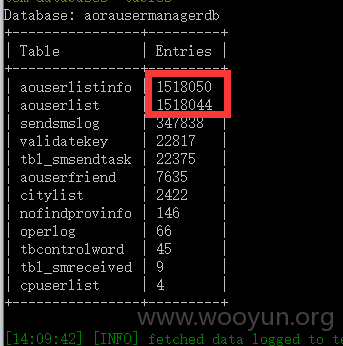 Database: aorausermanagerdb
+-----------------+---------+
| Table | Entries |
+-----------------+---------+
| aouserlistinfo | 1518050 |
| aouserlist | 1518044 |
| sendsmslog | 347838 |
| validatekey | 22817 |
| tbl_smsendtask | 22375 |
| aouserfriend | 7635 |
| citylist | 2422 |
| nofindprovinfo | 146 |
| operlog | 66 |
| tbcontrolword | 45 |
| tbl_smreceived | 9 |
| cpuserlist | 4 |
+-----------------+---------+
www.wooyun.org
[14:09:42] [INFO] fetched data logged to te